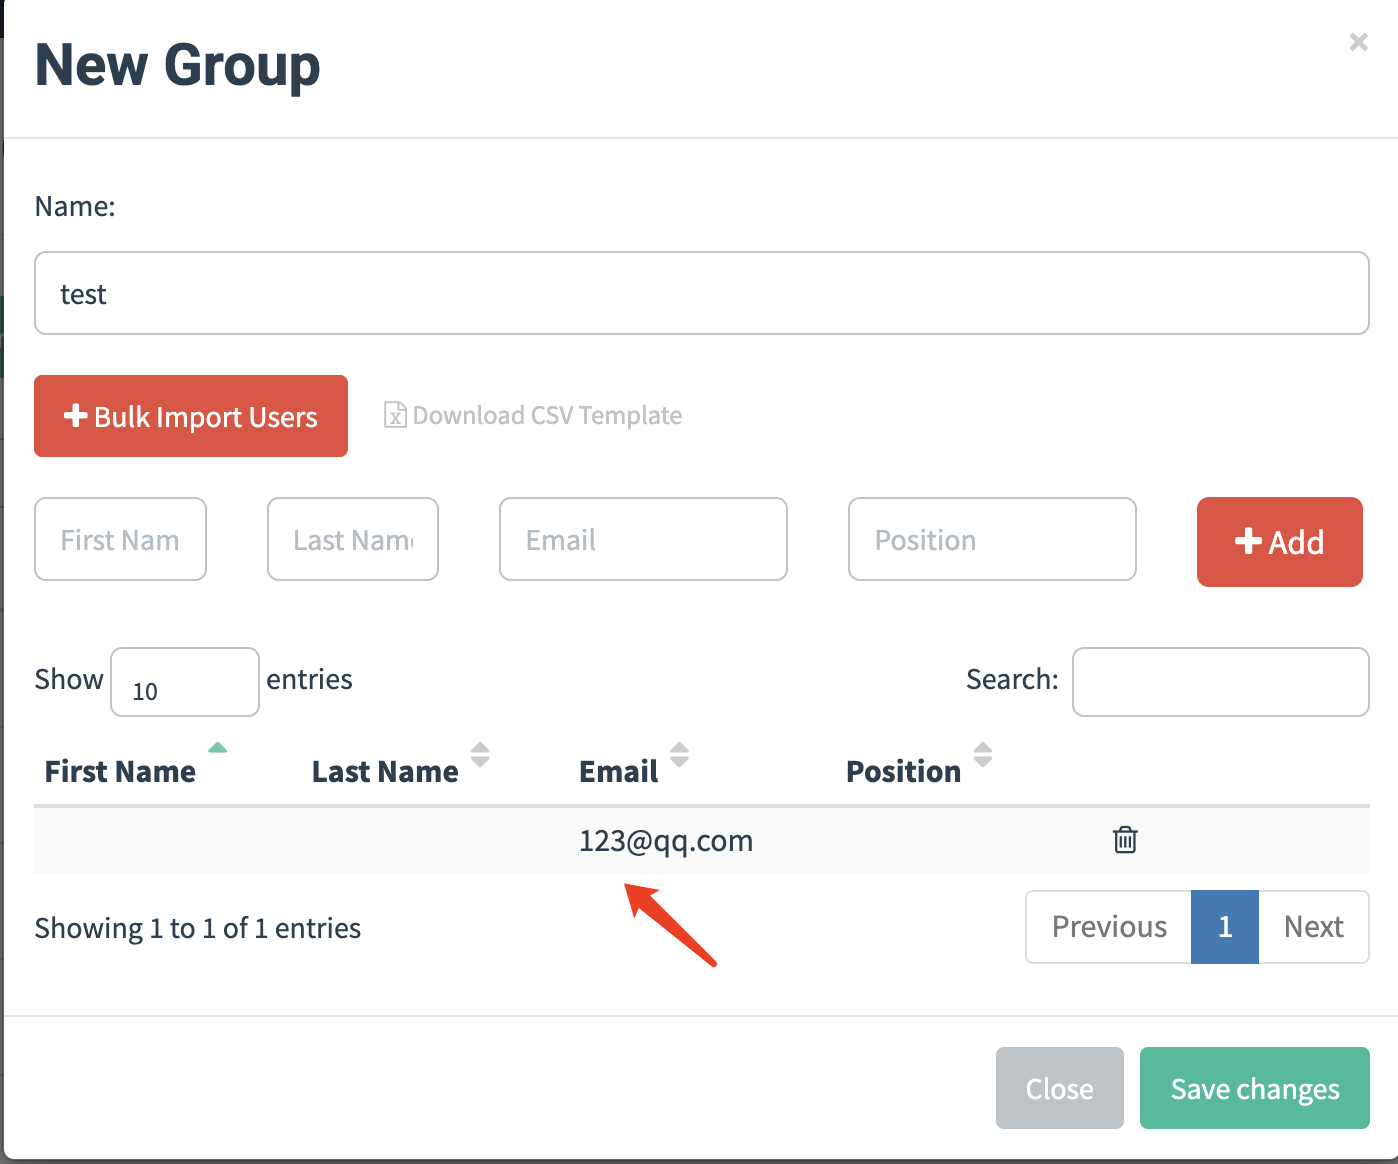 New Group
×
Name:
test
Bulk Import Users
Download CSV Template
First Nam
Last Name
Email
Position
Add
Show 10 entries
Search:
First Name
Last Name
Email
Position
123@qq.com
Showing 1 to 1 of 1 entries
Previous
1
Next
Close
Save changes